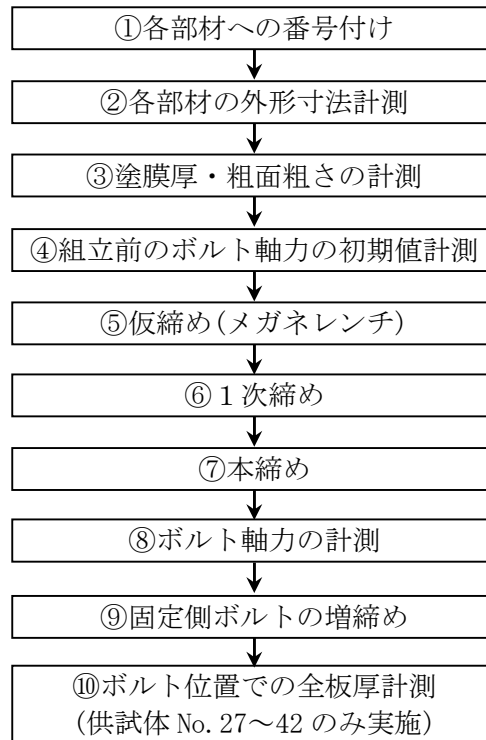 ①各部材への番号付け
②各部材の外形寸法計測
③塗膜厚・粗面粗さの計測
④組立前のボルト軸力の初期値計測
⑤仮締め(メガネレンチ)
⑥１次締め
⑦本締め
⑧ボルト軸力の計測
⑨固定側ボルトの増締め
⑩ボルト位置での全板厚計測
(供試体 No.27～42 のみ実施)